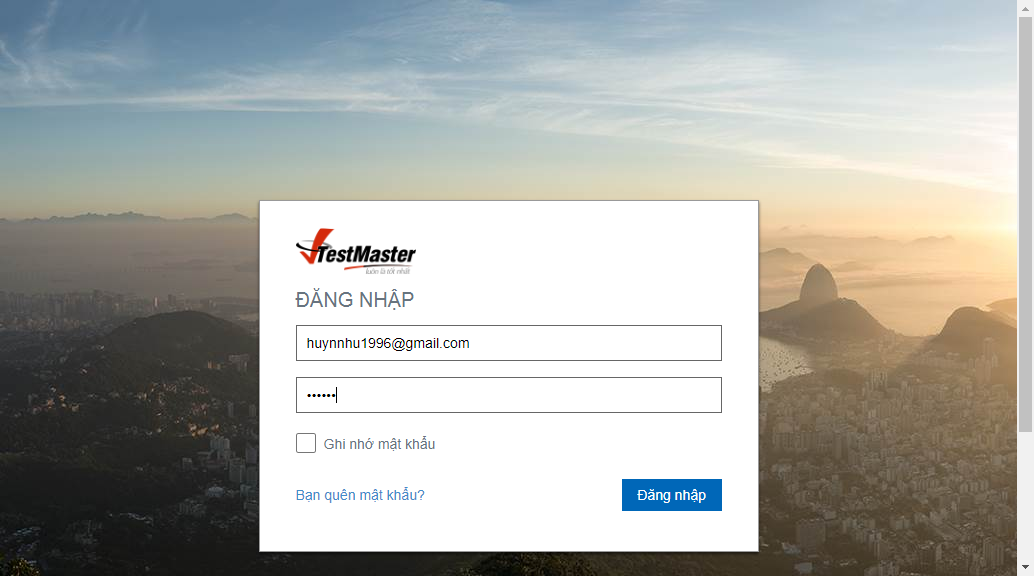 TestMaster
luôn là tốt nhất
ĐĂNG NHẬP
huynnhu1996@gmail.com
••••••
Ghi nhớ mật khẩu
Bạn quên mật khẩu?
Đăng nhập